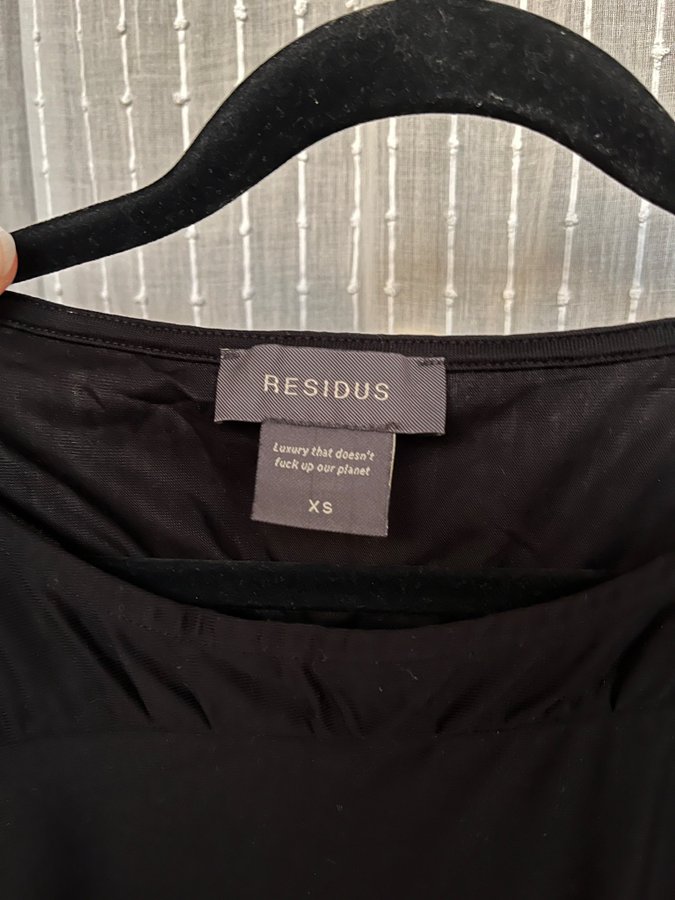 RESIDUS
Luxury that doesn't
fuck up our planet
XS